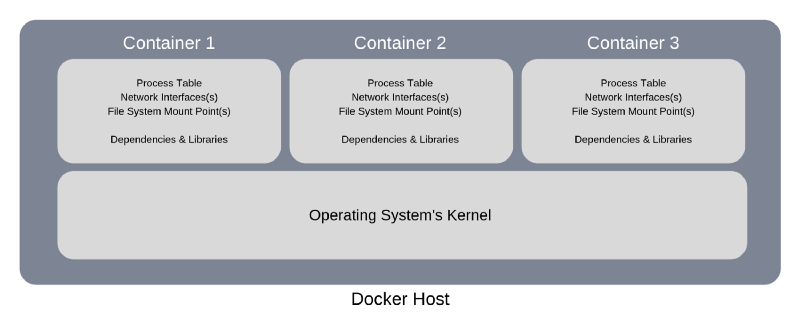 Container 1
Process Table
Network Interfaces(s)
File System Mount Point(s)
Dependencies & Libraries
Container 2
Process Table
Network Interfaces(s)
File System Mount Point(s)
Dependencies & Libraries
Container 3
Process Table
Network Interfaces(s)
File System Mount Point(s)
Dependencies & Libraries
Operating System's Kernel
Docker Host